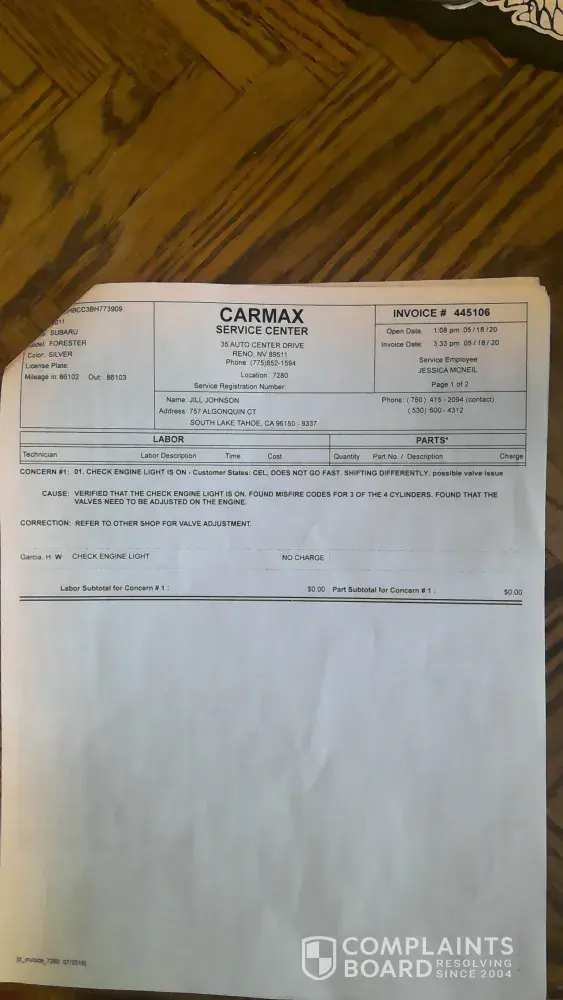 HBCC3BH773909
SUBARU
FORESTER
Color: SILVER
License Plate:
Mileage in: 86102 Out: 86103
CARMAX
SERVICE CENTER
35 AUTO CENTER DRIVE
RENO, NV 89511
Phone: (775)852-1594
Location: 7280
Service Registration Number:
INVOICE # 445106
Open Date: 1:08 pm 05/18/20
Invoice Date: 3:33 pm 05/18/20
Service Employee
JESSICA MCNEIL
Page 1 of 2
Name: JILL JOHNSON
Address: 757 ALGONQUIN CT
SOUTH LAKE TAHOE, CA 96150 - 9337
Phone: (760) 415 - 2094 (contact)
(530) 600 - 4312
LABOR PARTS*
Technician Labor Description Time Cost Quantity Part No. / Description Charge
CONCERN #1: 01. CHECK ENGINE LIGHT IS ON - Customer States: CEL, DOES NOT GO FAST. SHIFTING DIFFERENTLY. possible valve issue
CAUSE: VERIFIED THAT THE CHECK ENGINE LIGHT IS ON. FOUND MISFIRE CODES FOR 3 OF THE 4 CYLINDERS. FOUND THAT THE
VALVES NEED TO BE ADJUSTED ON THE ENGINE.
CORRECTION: REFER TO OTHER SHOP FOR VALVE ADJUSTMENT.
Garcia, H W CHECK ENGINE LIGHT NO CHARGE
Labor Subtotal for Concern # 1 : $0.00 Part Subtotal for Concern # 1 : $0.00
COMPLAINTS
BOARD RESOLVING
SINCE 2004